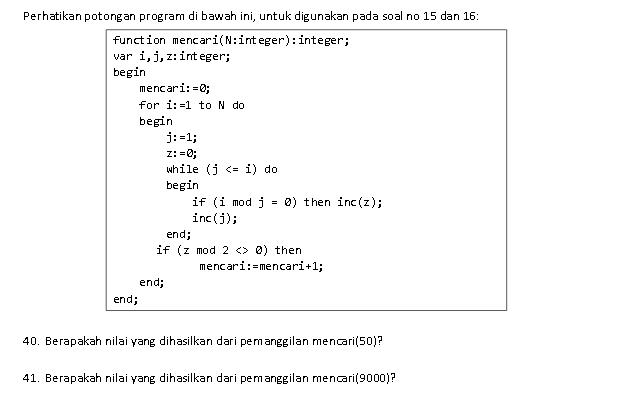 Perhatikan potongan program di bawah ini, untuk digunakan pada soal no 15 dan 16:
function mencari(N:integer):integer;
var i,j,z:integer;
begin
mencari:=0;
for i:=1 to N do
begin
j:=1;
z:=0;
while (j <= i) do
begin
if (i mod j = 0) then inc(z);
inc(j);
end;
if (z mod 2 <> 0) then
mencari:=mencari+1;
end;
end;
40. Berapakah nilai yang dihasilkan dari pemanggilan mencari(50)?
41. Berapakah nilai yang dihasilkan dari pemanggilan mencari(9000)?